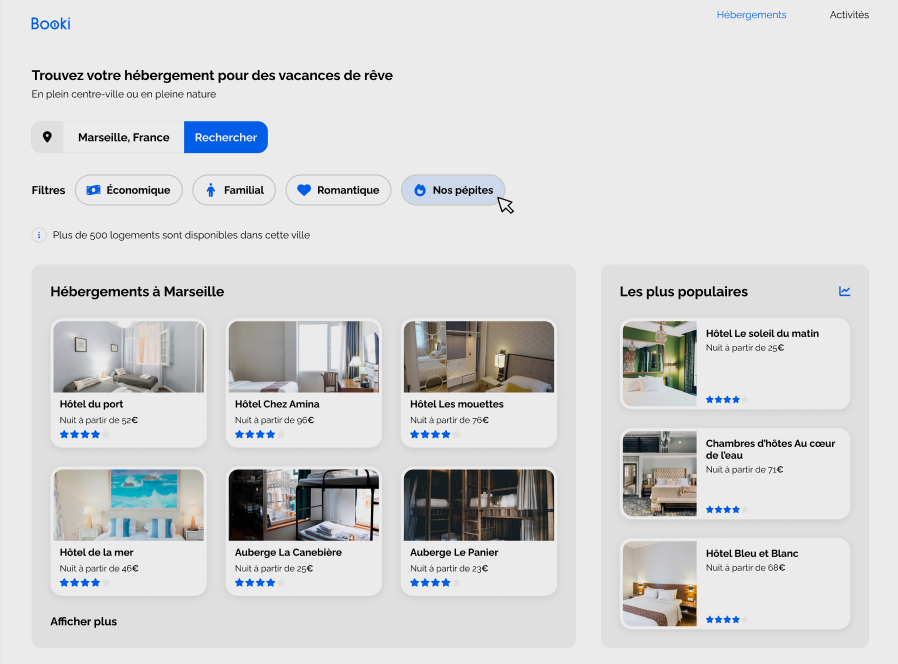 Booki
Hébergements
Activités
Trouvez votre hébergement pour des vacances de rêve
En plein centre-ville ou en pleine nature
Marseille, France
Rechercher
Filtres
Économique
Familial
Romantique
Nos pépites
Plus de 500 logements sont disponibles dans cette ville
Hébergements à Marseille
Hôtel du port
Nuit à partir de 52€
Hôtel Chez Amina
Nuit à partir de 96€
Hôtel Les mouettes
Nuit à partir de 76€
Hôtel de la mer
Nuit à partir de 46€
Auberge La Canebière
Nuit à partir de 25€
Auberge Le Panier
Nuit à partir de 23€
Afficher plus
Les plus populaires
Hôtel Le soleil du matin
Nuit à partir de 25€
Chambres d'hôtes Au cœur
de l'eau
Nuit à partir de 71€
Hôtel Bleu et Blanc
Nuit à partir de 68€